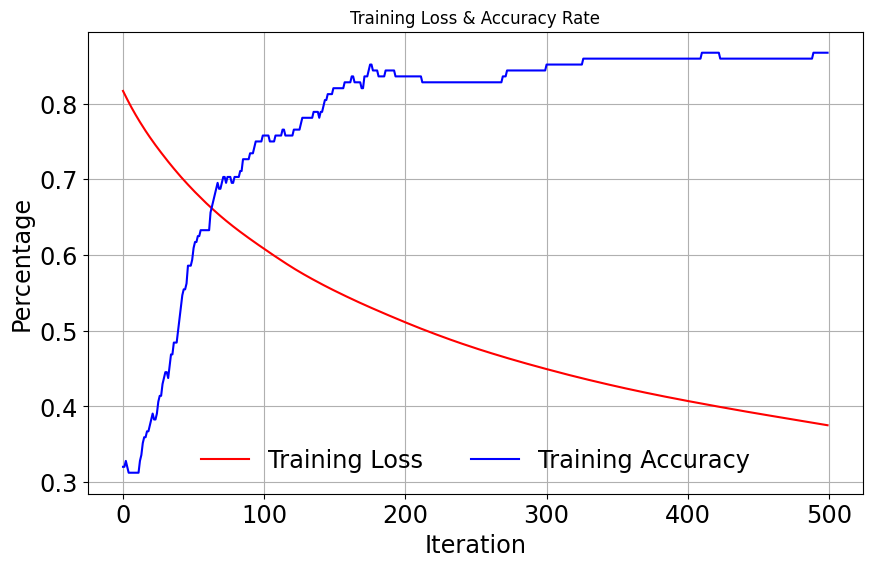 Training Loss & Accuracy Rate
Percentage
0.8
0.7
0.6
0.5
0.4
0.3
Training Loss
Training Accuracy
0 100 200 300 400 500
Iteration